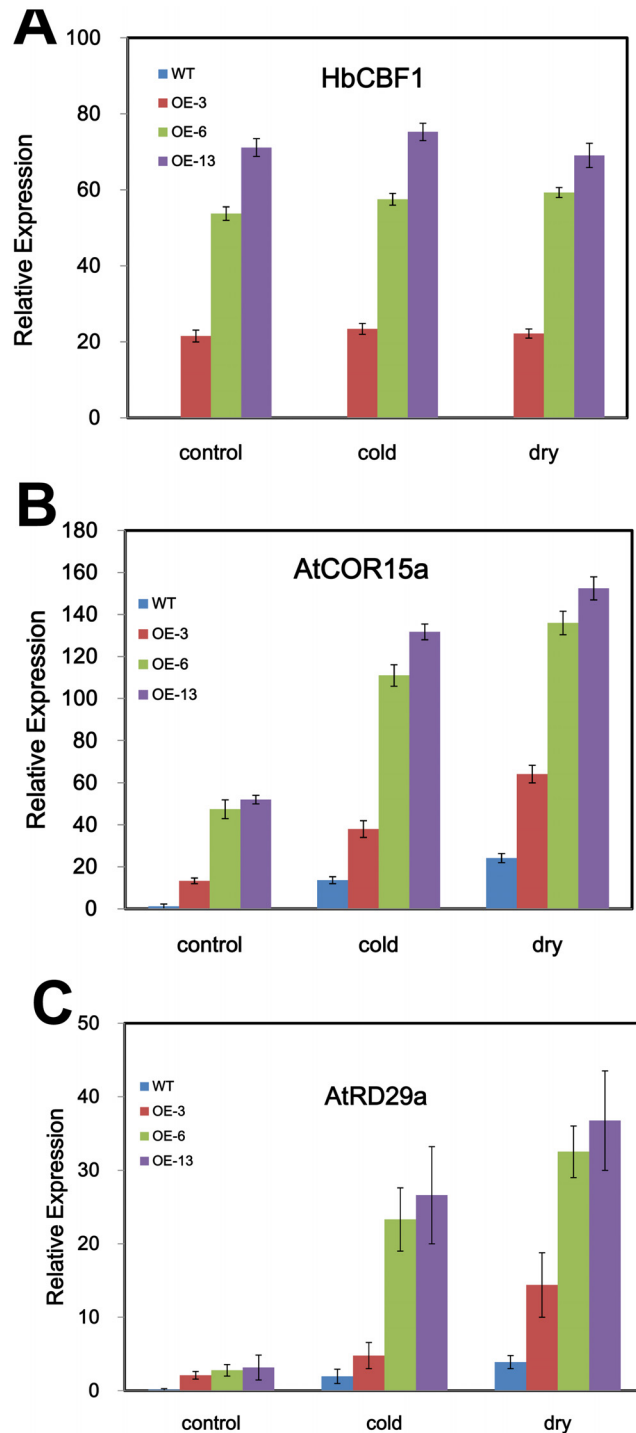 A
HbCBF1
WT
OE-3
OE-6
OE-13
Relative Expression
100
80
60
40
20
0
control cold dry
B
AtCOR15a
WT
OE-3
OE-6
OE-13
Relative Expression
180
160
140
120
100
80
60
40
20
0
control cold dry
C
AtRD29a
WT
OE-3
OE-6
OE-13
Relative Expression
50
40
30
20
10
0
control cold dry